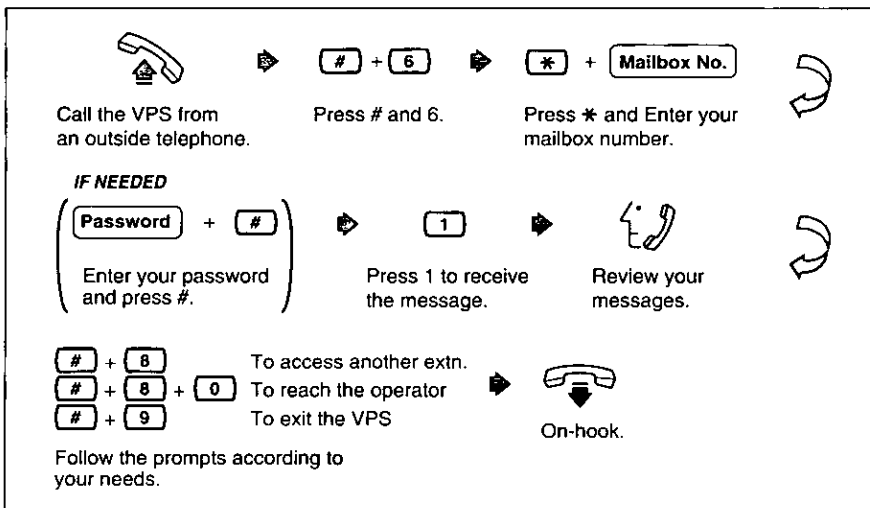 # + 6 * + Mailbox No.
Call the VPS from Press # and 6. Press * and Enter your
an outside telephone. mailbox number.
IF NEEDED
Password + # 1
Enter your password Press 1 to receive Review your
and press #. the message. messages.
# + 8 To access another extn.
# + 8 + 0 To reach the operator
# + 9 To exit the VPS
On-hook.
Follow the prompts according to
your needs.